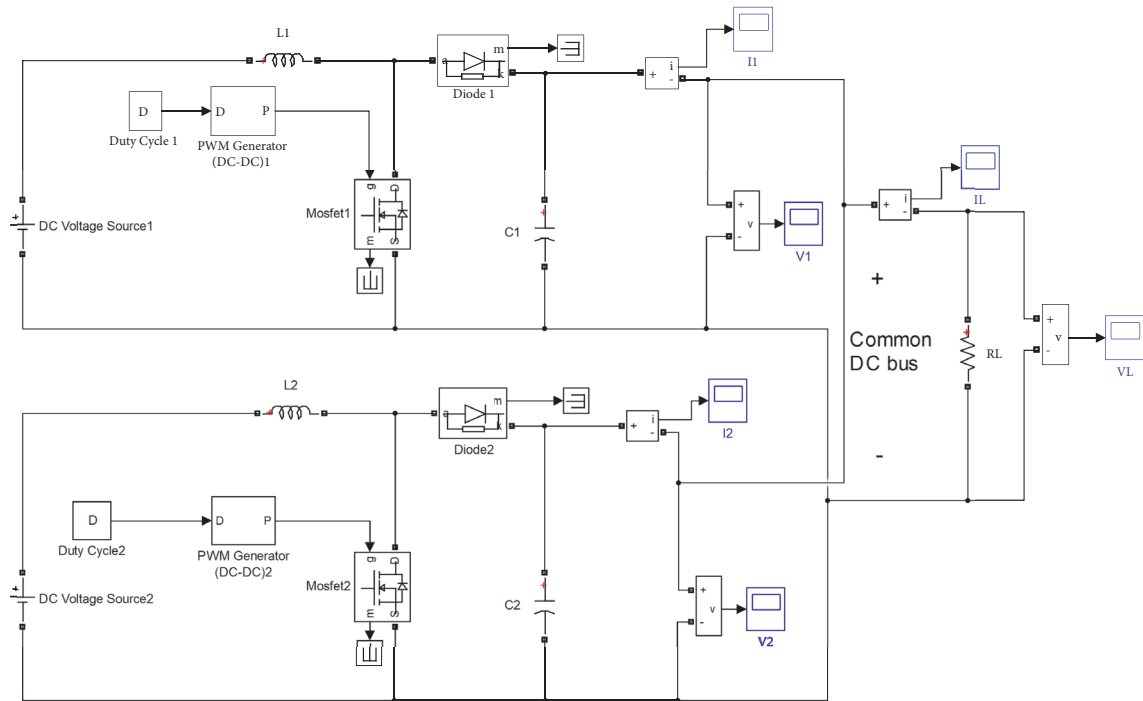 L1
a
m
k
Diode 1
+
i
-
I1
D
Duty Cycle 1
D
P
PWM Generator
(DC-DC)1
g
D
m
S
Mosfet1
+
DC Voltage Source1
+
C1
+
-
v
V1
+
i
-
IL
+
Common
DC bus
-
+
RL
+
-
v
VL
L2
a
m
k
Diode2
+
i
-
I2
D
Duty Cycle2
D
P
PWM Generator
(DC-DC)2
g
D
m
S
Mosfet2
+
DC Voltage Source2
+
C2
+
-
v
V2